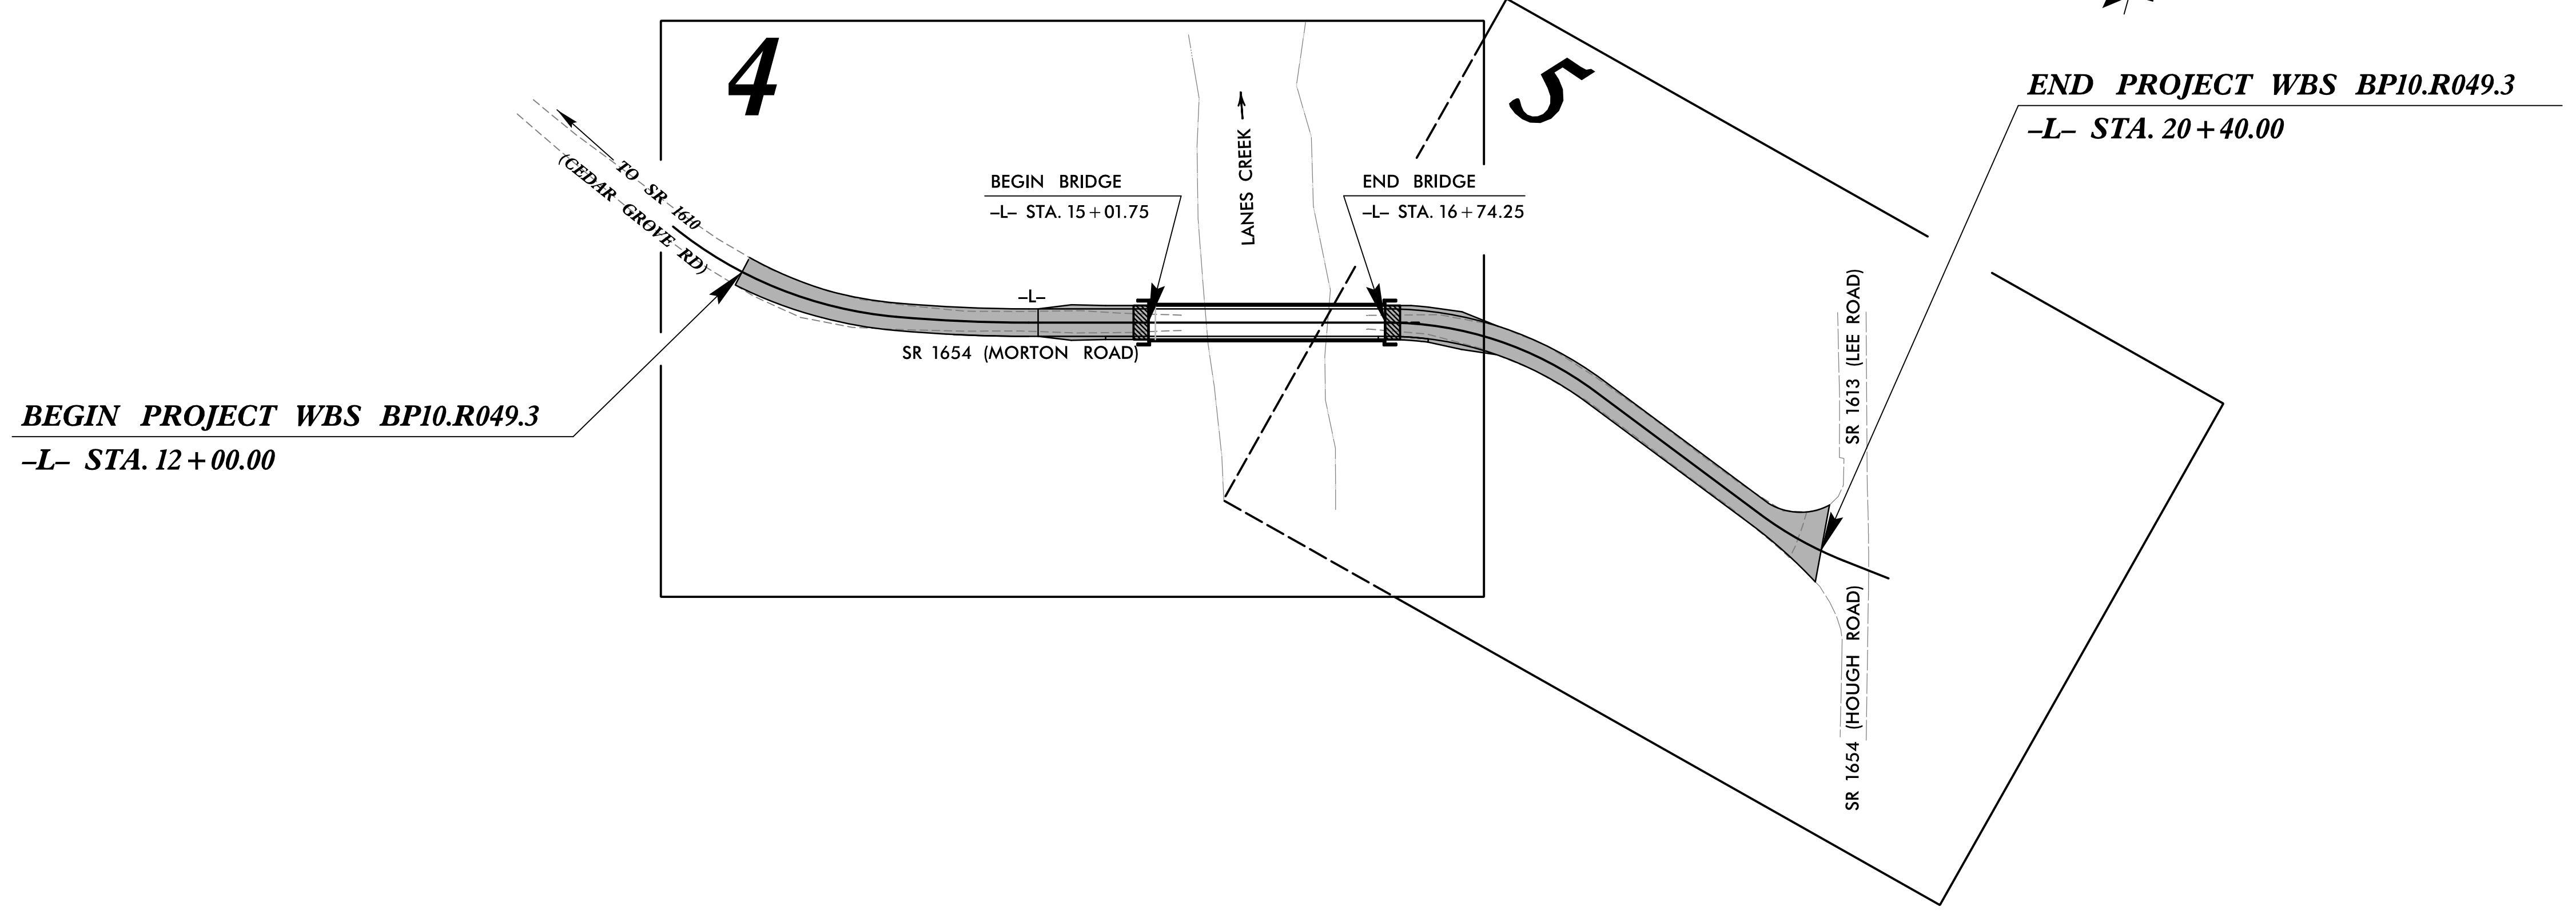 4
5
END PROJECT WBS BP10.R049.3
–L– STA. 20+40.00
TO SR 1610
(CEDAR GROVE RD)
BEGIN BRIDGE
–L– STA. 15+01.75
LANES CREEK
END BRIDGE
–L– STA. 16+74.25
–L–
SR 1654 (MORTON ROAD)
SR 1613 (LEE ROAD)
BEGIN PROJECT WBS BP10.R049.3
–L– STA. 12+00.00
SR 1654 (HOUGH ROAD)